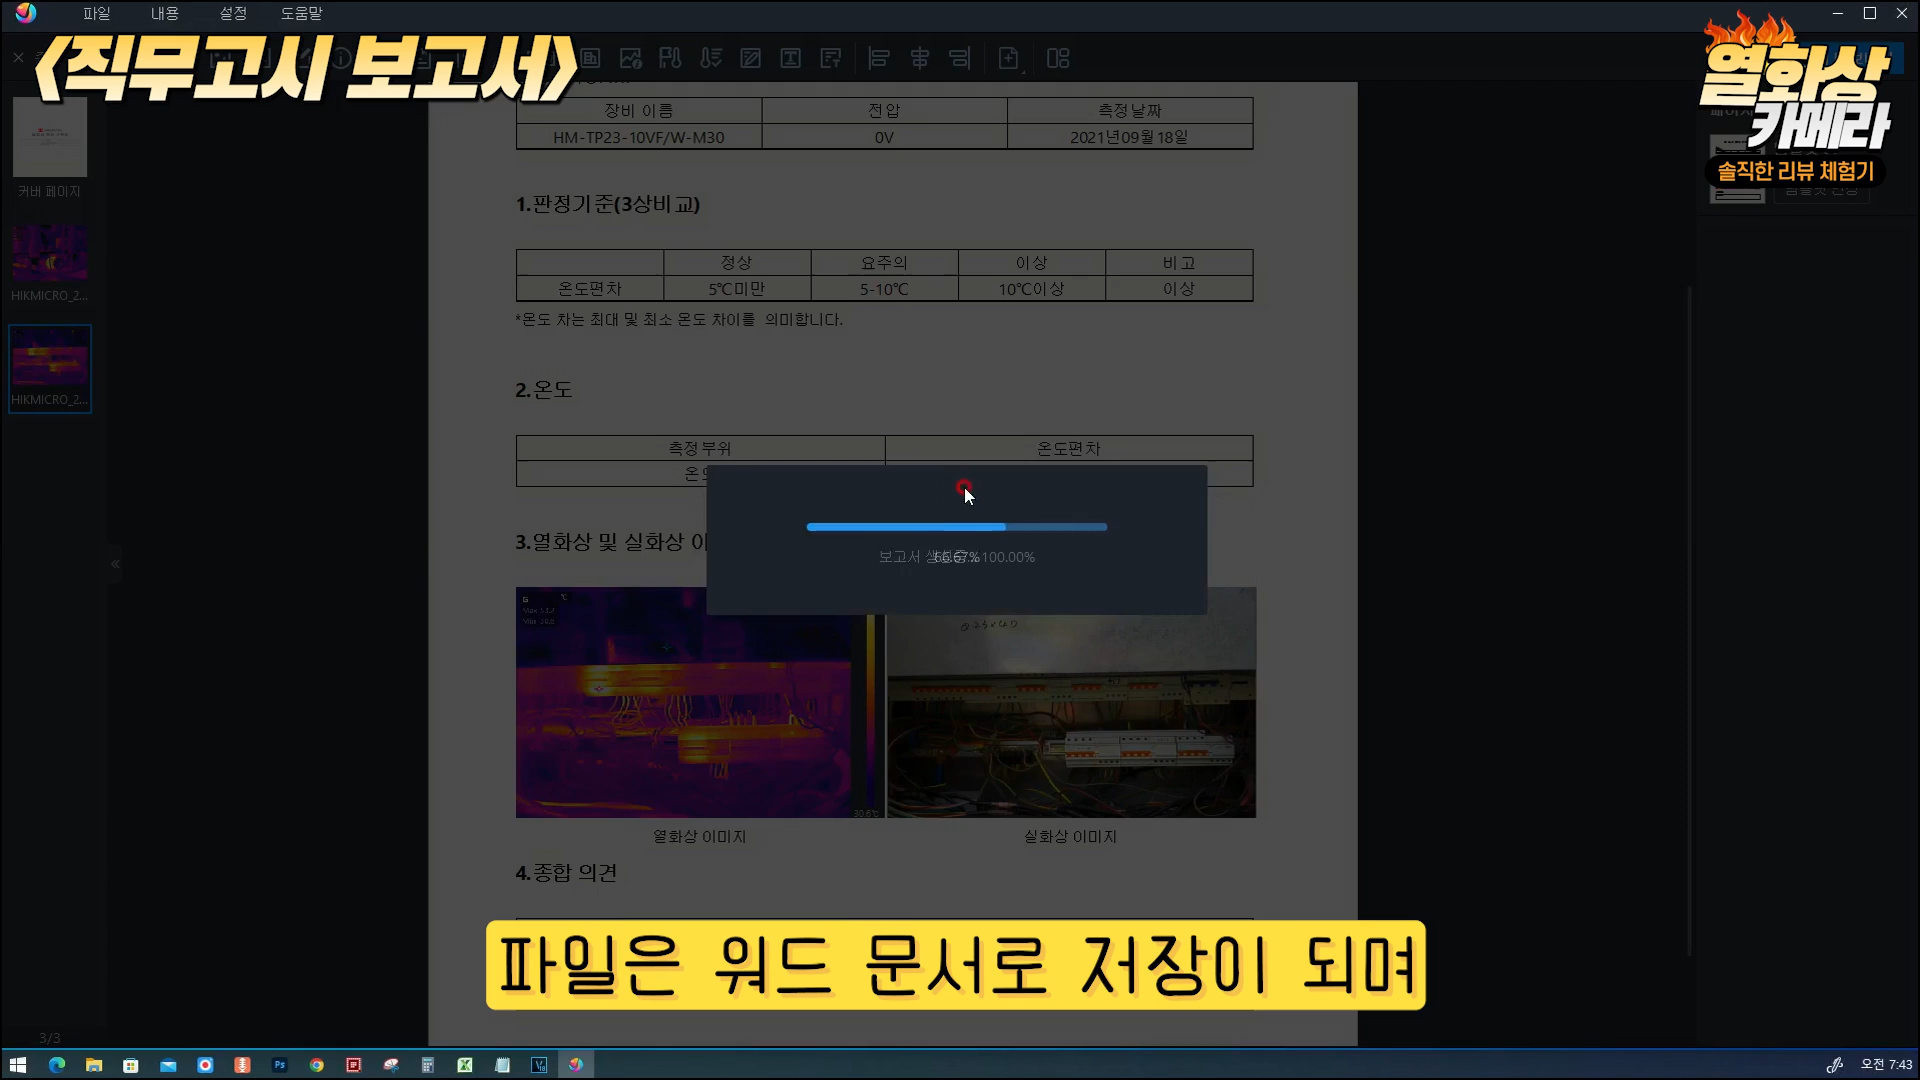 파일 내용 설정 도움말
<직무고시 보고서>
열화상
카메라
솔직한 리뷰 체험기
커버 페이지
HIKMICRO_2...
HIKMICRO_2...
3/3
장비 이름 전압 측정날짜
HM-TP23-10VF/W-M30 0V 2021년09월18일
1.판정기준(3상비교)
정상 요주의 이상 비고
온도편차 5℃미만 5-10℃ 10℃이상 이상
*온도 차는 최대 및 최소 온도 차이를 의미합니다.
2.온도
측정부위 온도편차
3.열화상 및 실화상
보고서 100.00%
30.6℃
열화상 이미지 실화상 이미지
4.종합 의견
파일은 워드 문서로 저장이 되며
오전 7:43